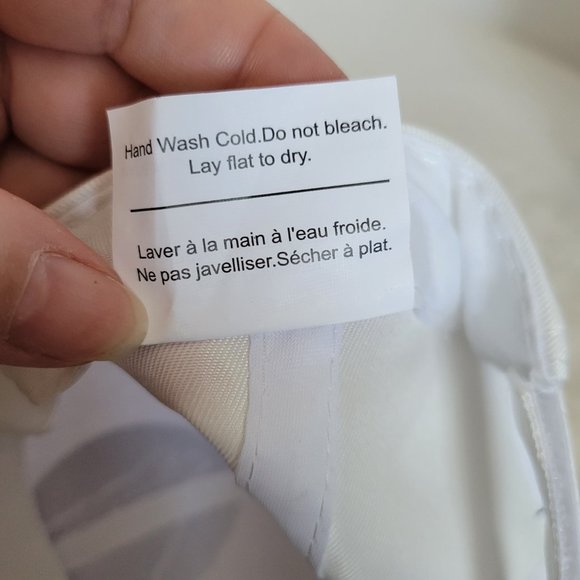 Hand Wash Cold.Do not bleach.
Lay flat to dry.
Laver à la main à l'eau froide.
Ne pas javelliser.Sécher à plat.